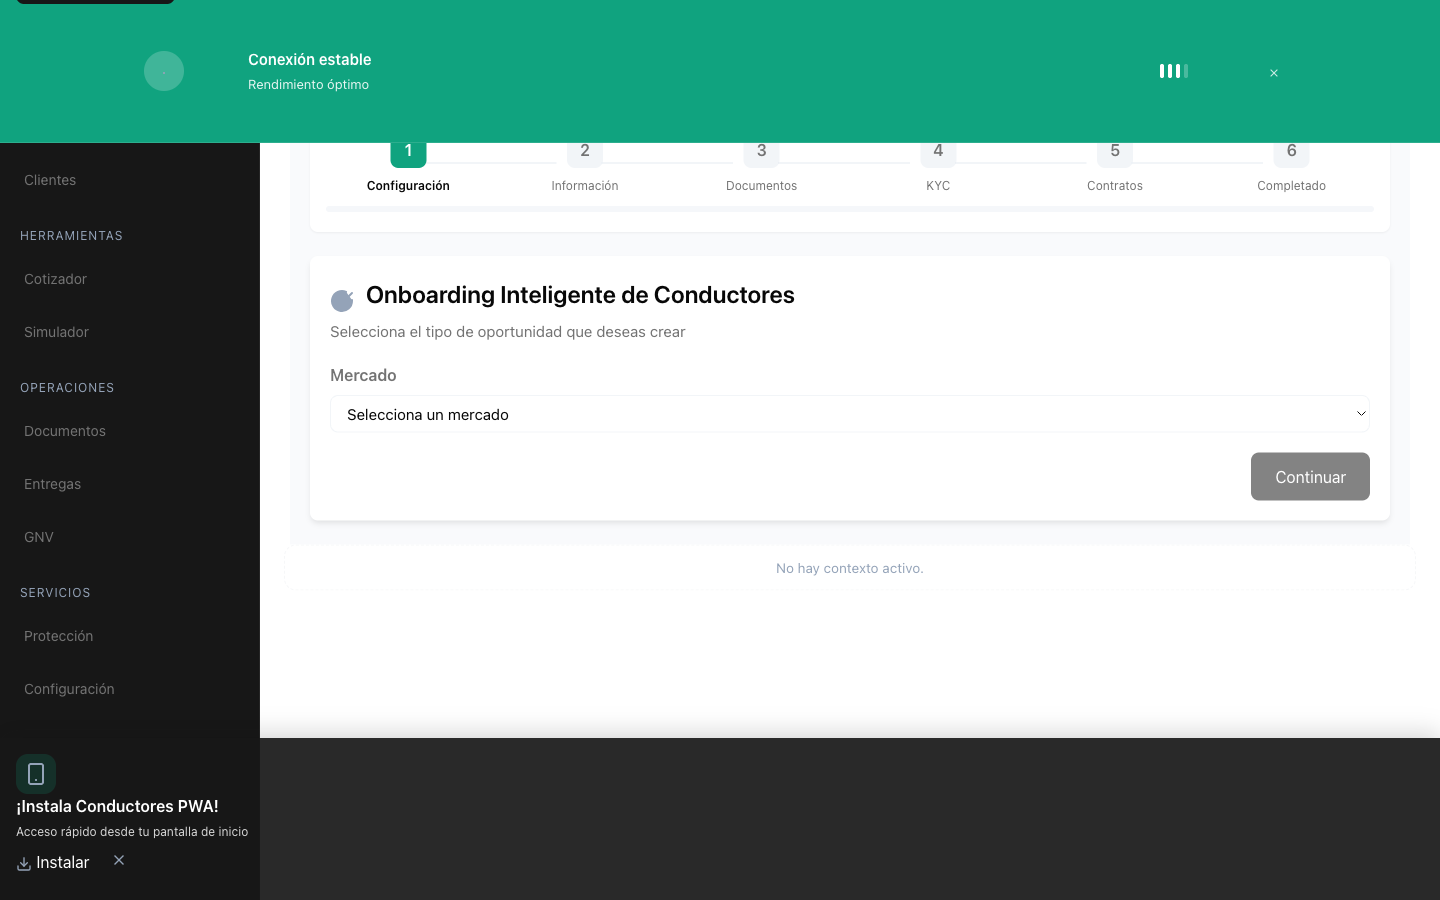 Conexión estable
Rendimiento óptimo
×
Clientes
HERRAMIENTAS
Cotizador
Simulador
OPERACIONES
Documentos
Entregas
GNV
SERVICIOS
Protección
Configuración
¡Instala Conductores PWA!
Acceso rápido desde tu pantalla de inicio
Instalar
1 2 3 4 5 6
Configuración Información Documentos KYC Contratos Completado
Onboarding Inteligente de Conductores
Selecciona el tipo de oportunidad que deseas crear
Mercado
Selecciona un mercado
Continuar
No hay contexto activo.